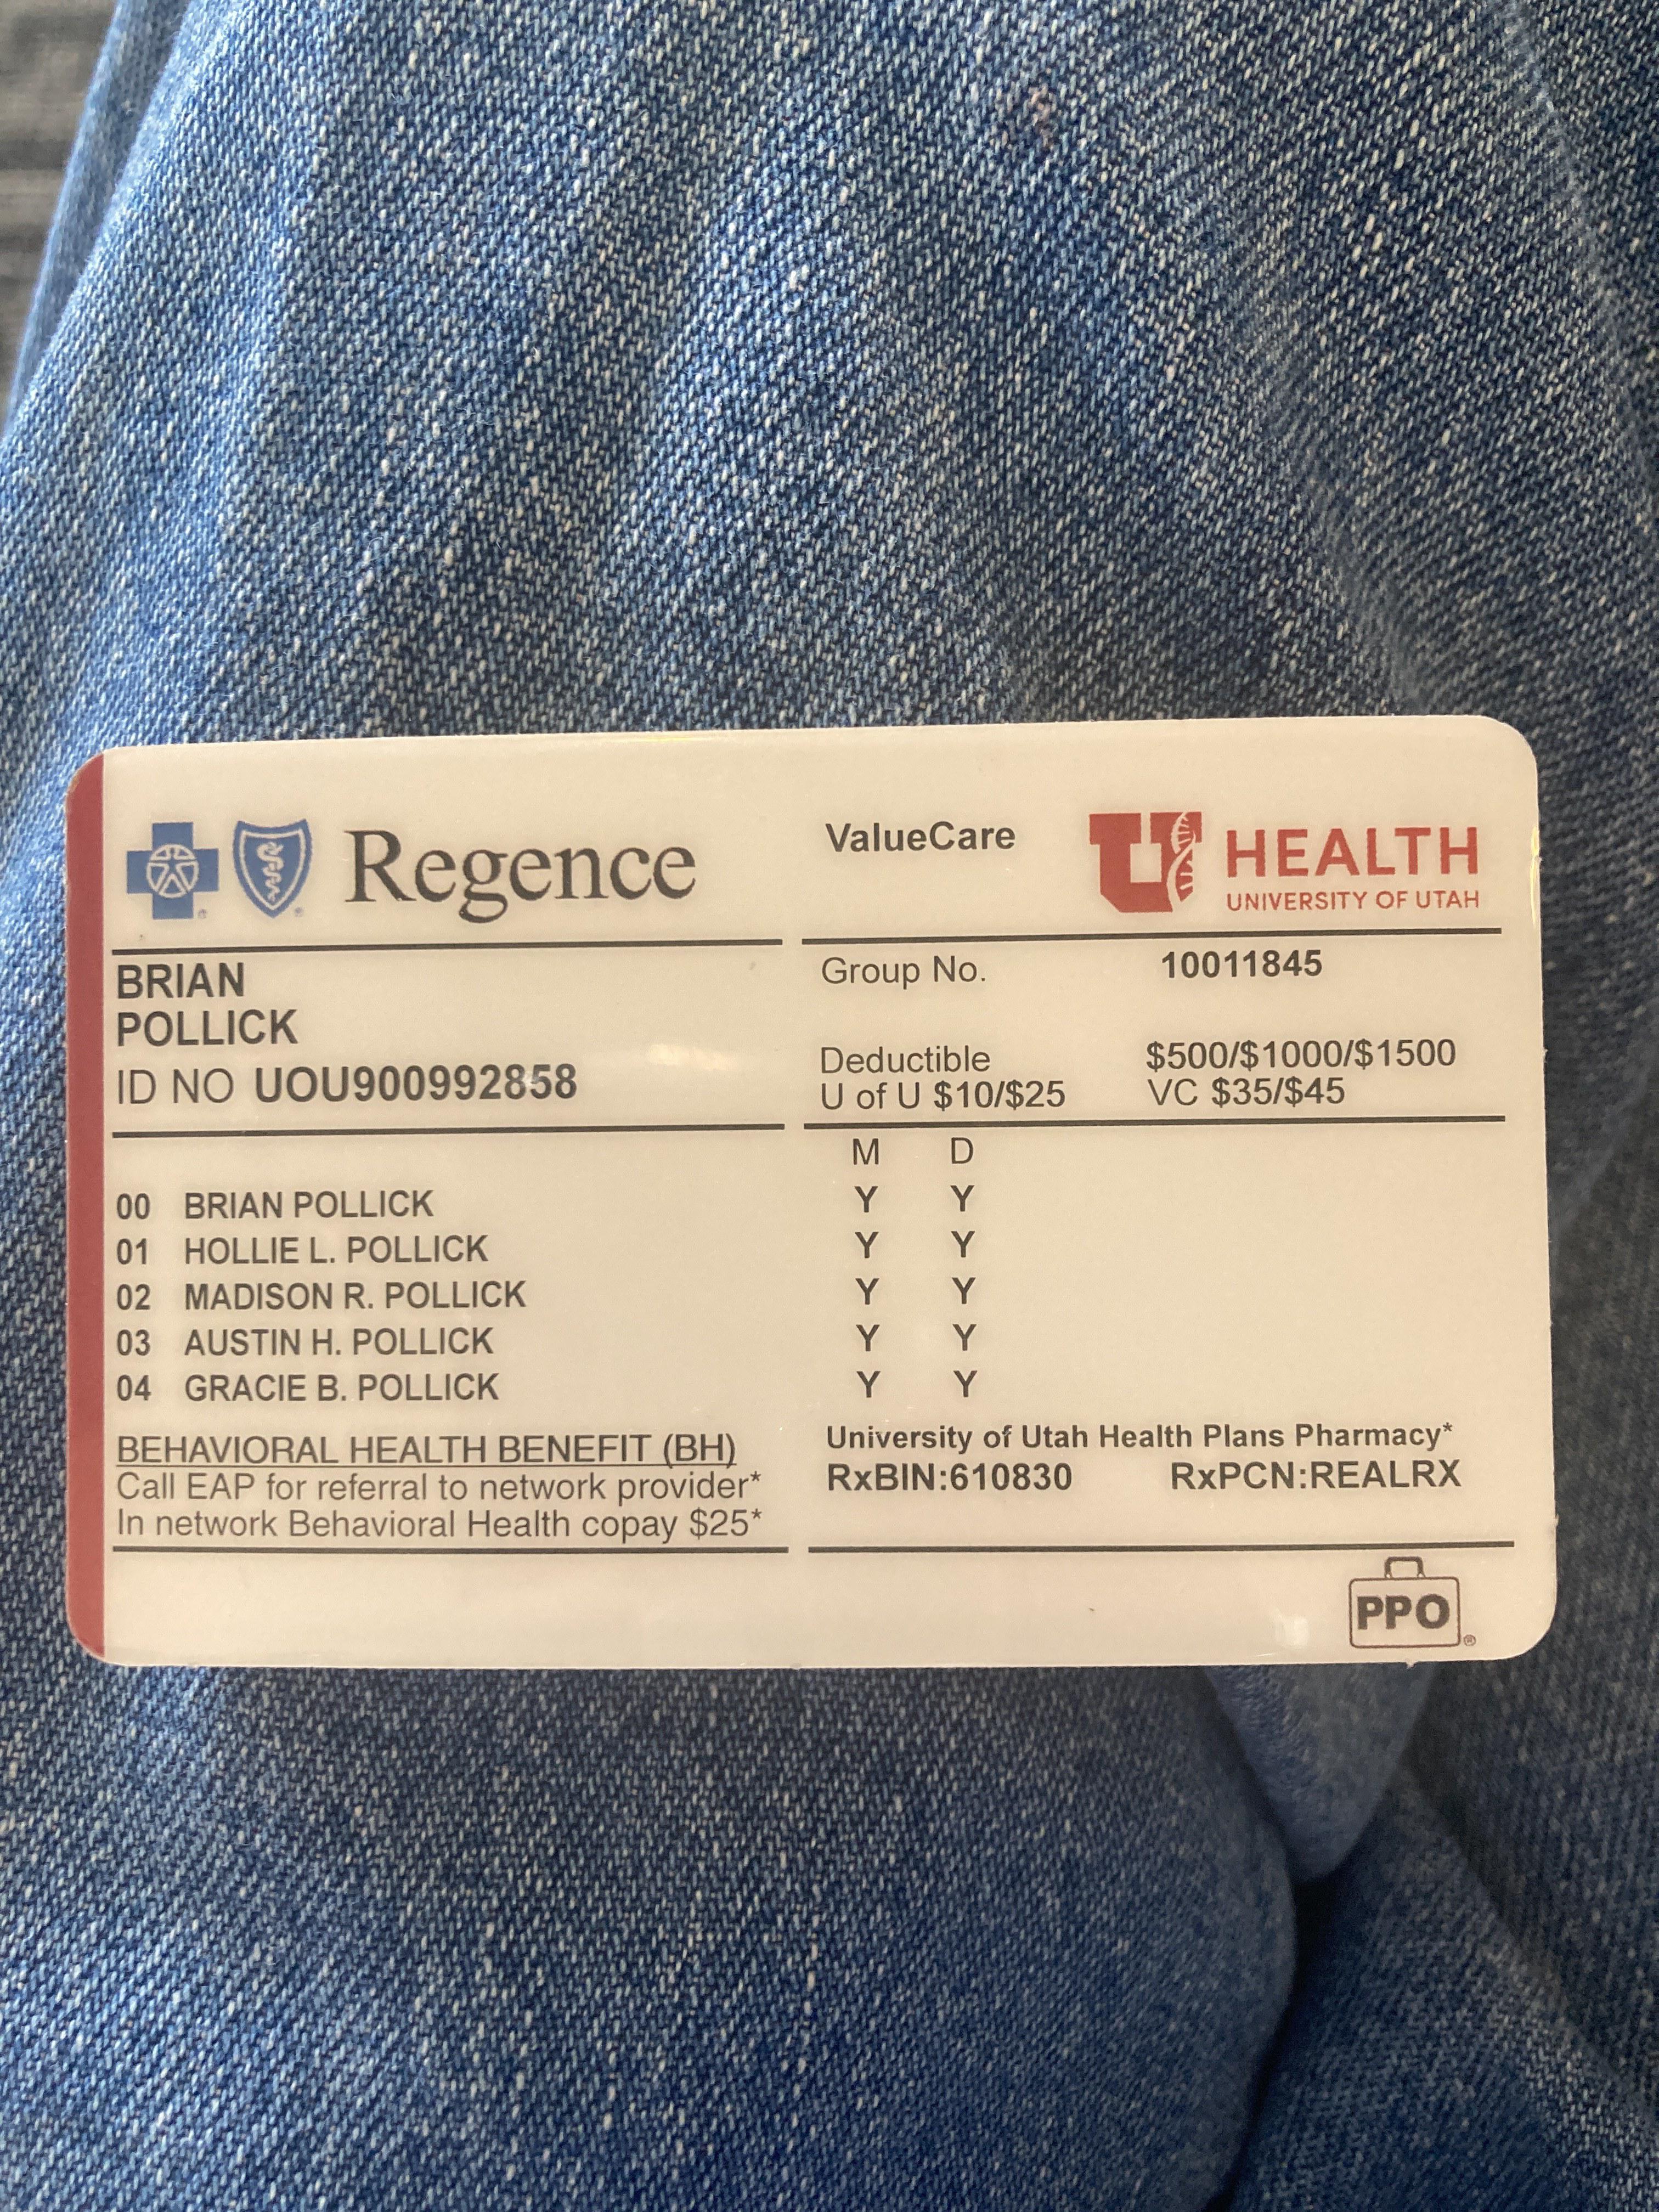 Regence
ValueCare
U HEALTH
UNIVERSITY OF UTAH
BRIAN
POLLICK
ID NO UOU900992858
Group No. 10011845
Deductible $500/$1000/$1500
U of U $10/$25 VC $35/$45
M D
00 BRIAN POLLICK Y Y
01 HOLLIE L. POLLICK Y Y
02 MADISON R. POLLICK Y Y
03 AUSTIN H. POLLICK Y Y
04 GRACIE B. POLLICK Y Y
BEHAVIORAL HEALTH BENEFIT (BH)
Call EAP for referral to network provider*
In network Behavioral Health copay $25*
University of Utah Health Plans Pharmacy*
RxBIN:610830 RxPCN:REALRX
PPO®